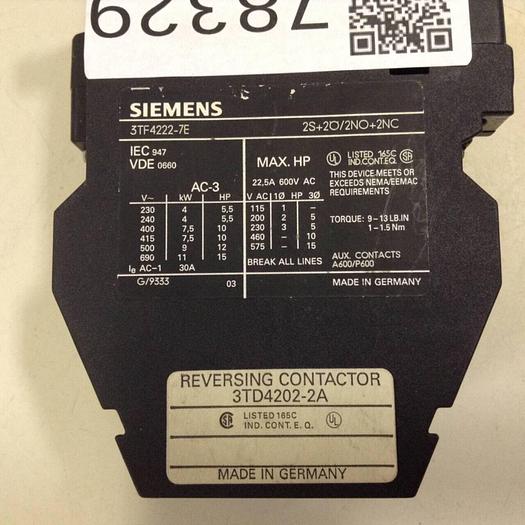 78329
SIEMENS
3TF4222-7E 2S+2Ö/2NO+2NC
IEC 947
VDE 0660
AC-3
V~ kW HP
230 4 5,5
240 4 5,5
400 7,5 10
415 7,5 10
500 9 12
690 11 15
Ie AC-1 30A
G/9333 03
MAX. HP
22,5A 600V AC
V AC 1Ø HP 3Ø
115 1 -
200 2 5
230 3 5
460 - 10
575 - 15
BREAK ALL LINES
UL LISTED 165C
IND.CONT.EQ. SA
THIS DEVICE MEETS OR
EXCEEDS NEMA/EEMAC
REQUIREMENTS
TORQUE: 9–13 LB.IN
1–1.5 Nm
AUX. CONTACTS
A600/P600
MADE IN GERMANY
REVERSING CONTACTOR
3TD4202-2A
SA LISTED 165C
IND. CONT. E. Q. UL
MADE IN GERMANY